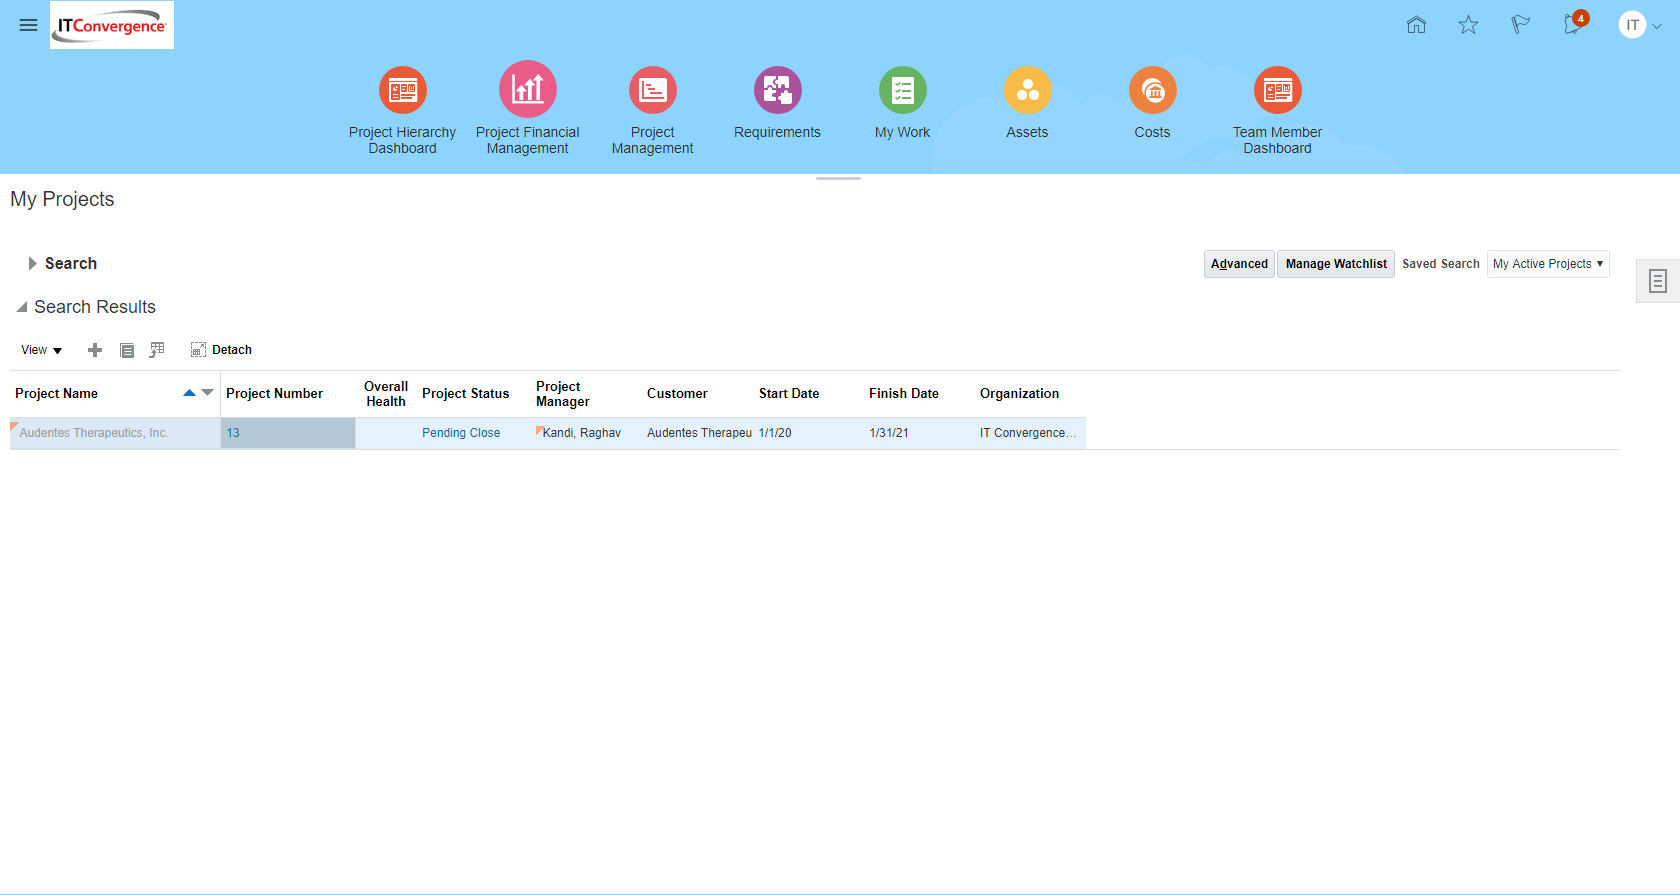 ITConvergence
4
IT
Project Hierarchy
Dashboard
Project Financial
Management
Project
Management
Requirements
My Work
Assets
Costs
Team Member
Dashboard
My Projects
Search
Advanced
Manage Watchlist
Saved Search
My Active Projects
Search Results
View
Detach
Project Name
Project Number
Overall
Health
Project Status
Project
Manager
Customer
Start Date
Finish Date
Organization
Audentes Therapeutics, Inc.
13
Pending Close
Kandi, Raghav
Audentes Therapeu
1/1/20
1/31/21
IT Convergence...